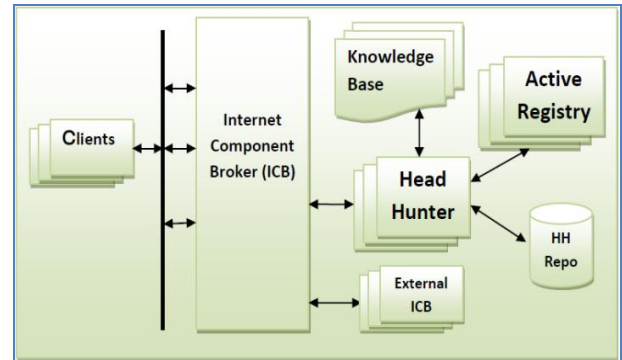 Clients
Internet
Component
Broker (ICB)
Knowledge
Base
Active
Registry
Head
Hunter
HH
Repo
External
ICB